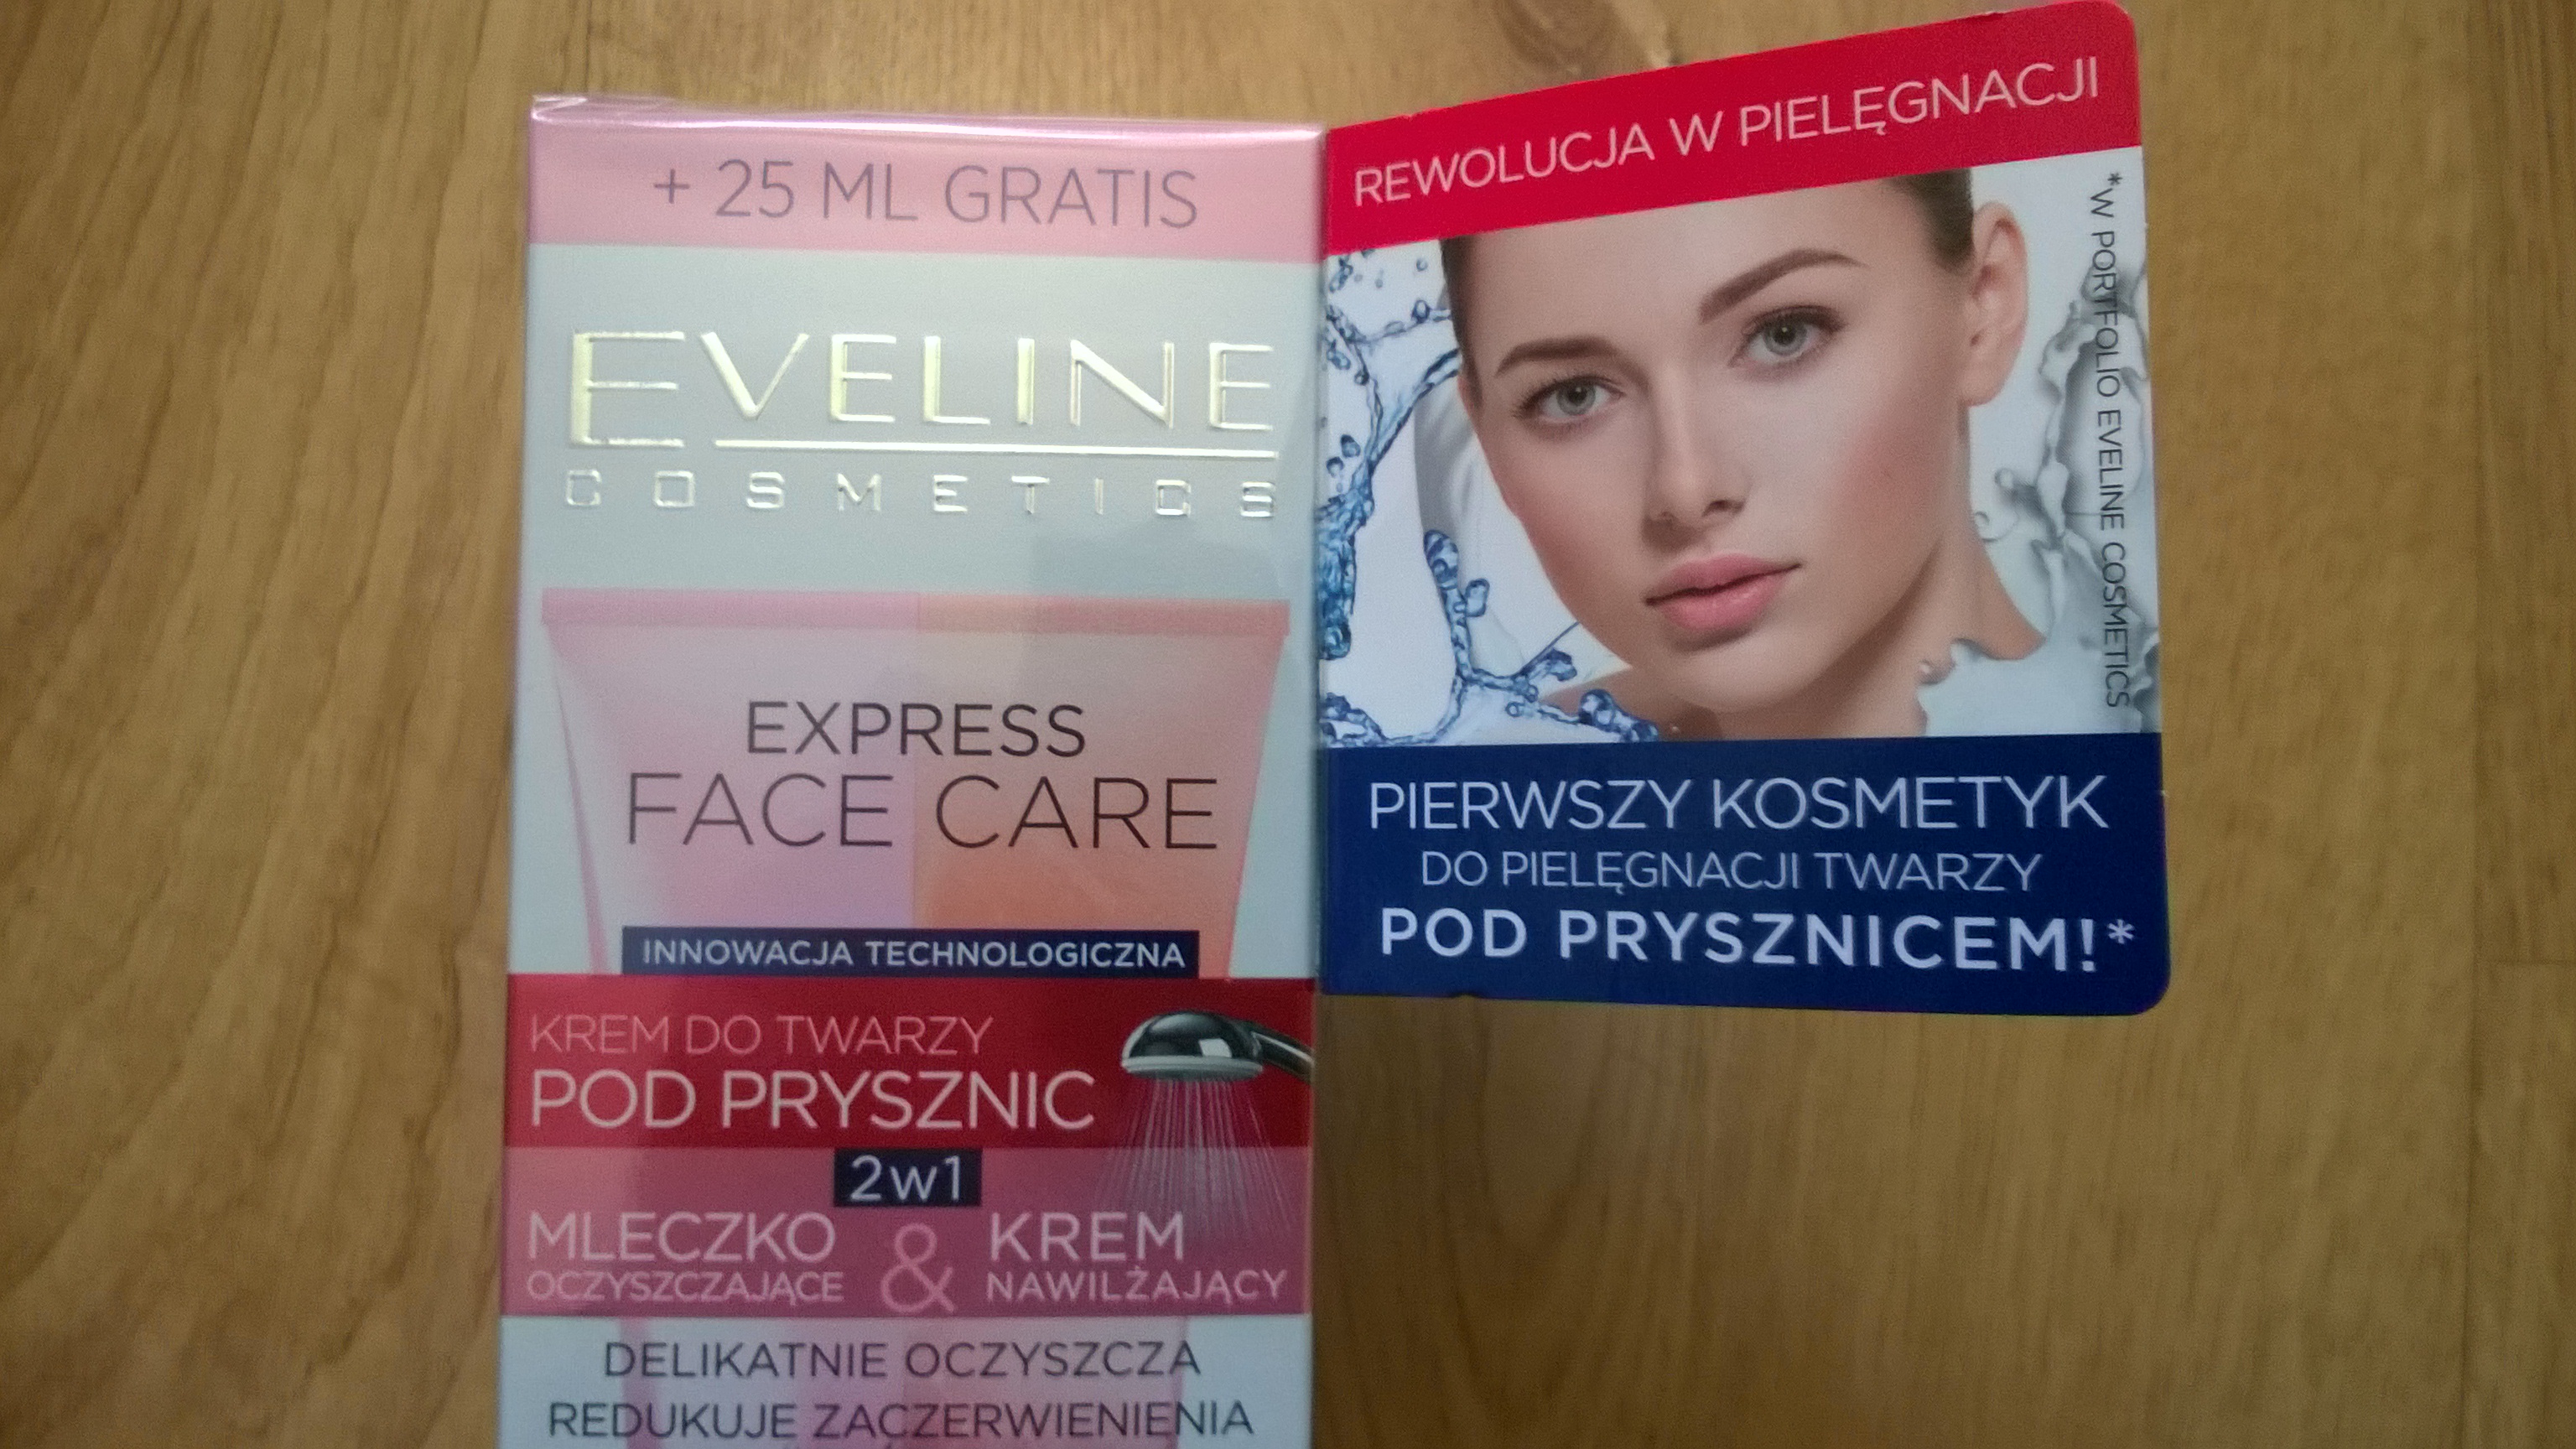 + 25 ML GRATIS
EVELINE
COSMETICS
EXPRESS
FACE CARE
INNOWACJA TECHNOLOGICZNA
KREM DO TWARZY
POD PRYSZNIC
2w1
MLECZKO
OCZYSZCZAJĄCE
&
KREM
NAWILŻAJĄCY
DELIKATNIE OCZYSZCZA
REDUKUJE ZACZERWIENIENIA
REWOLUCJA W PIELĘGNACJI
*W PORTFOLIO EVELINE COSMETICS
PIERWSZY KOSMETYK
DO PIELĘGNACJI TWARZY
POD PRYSZNICEM!*